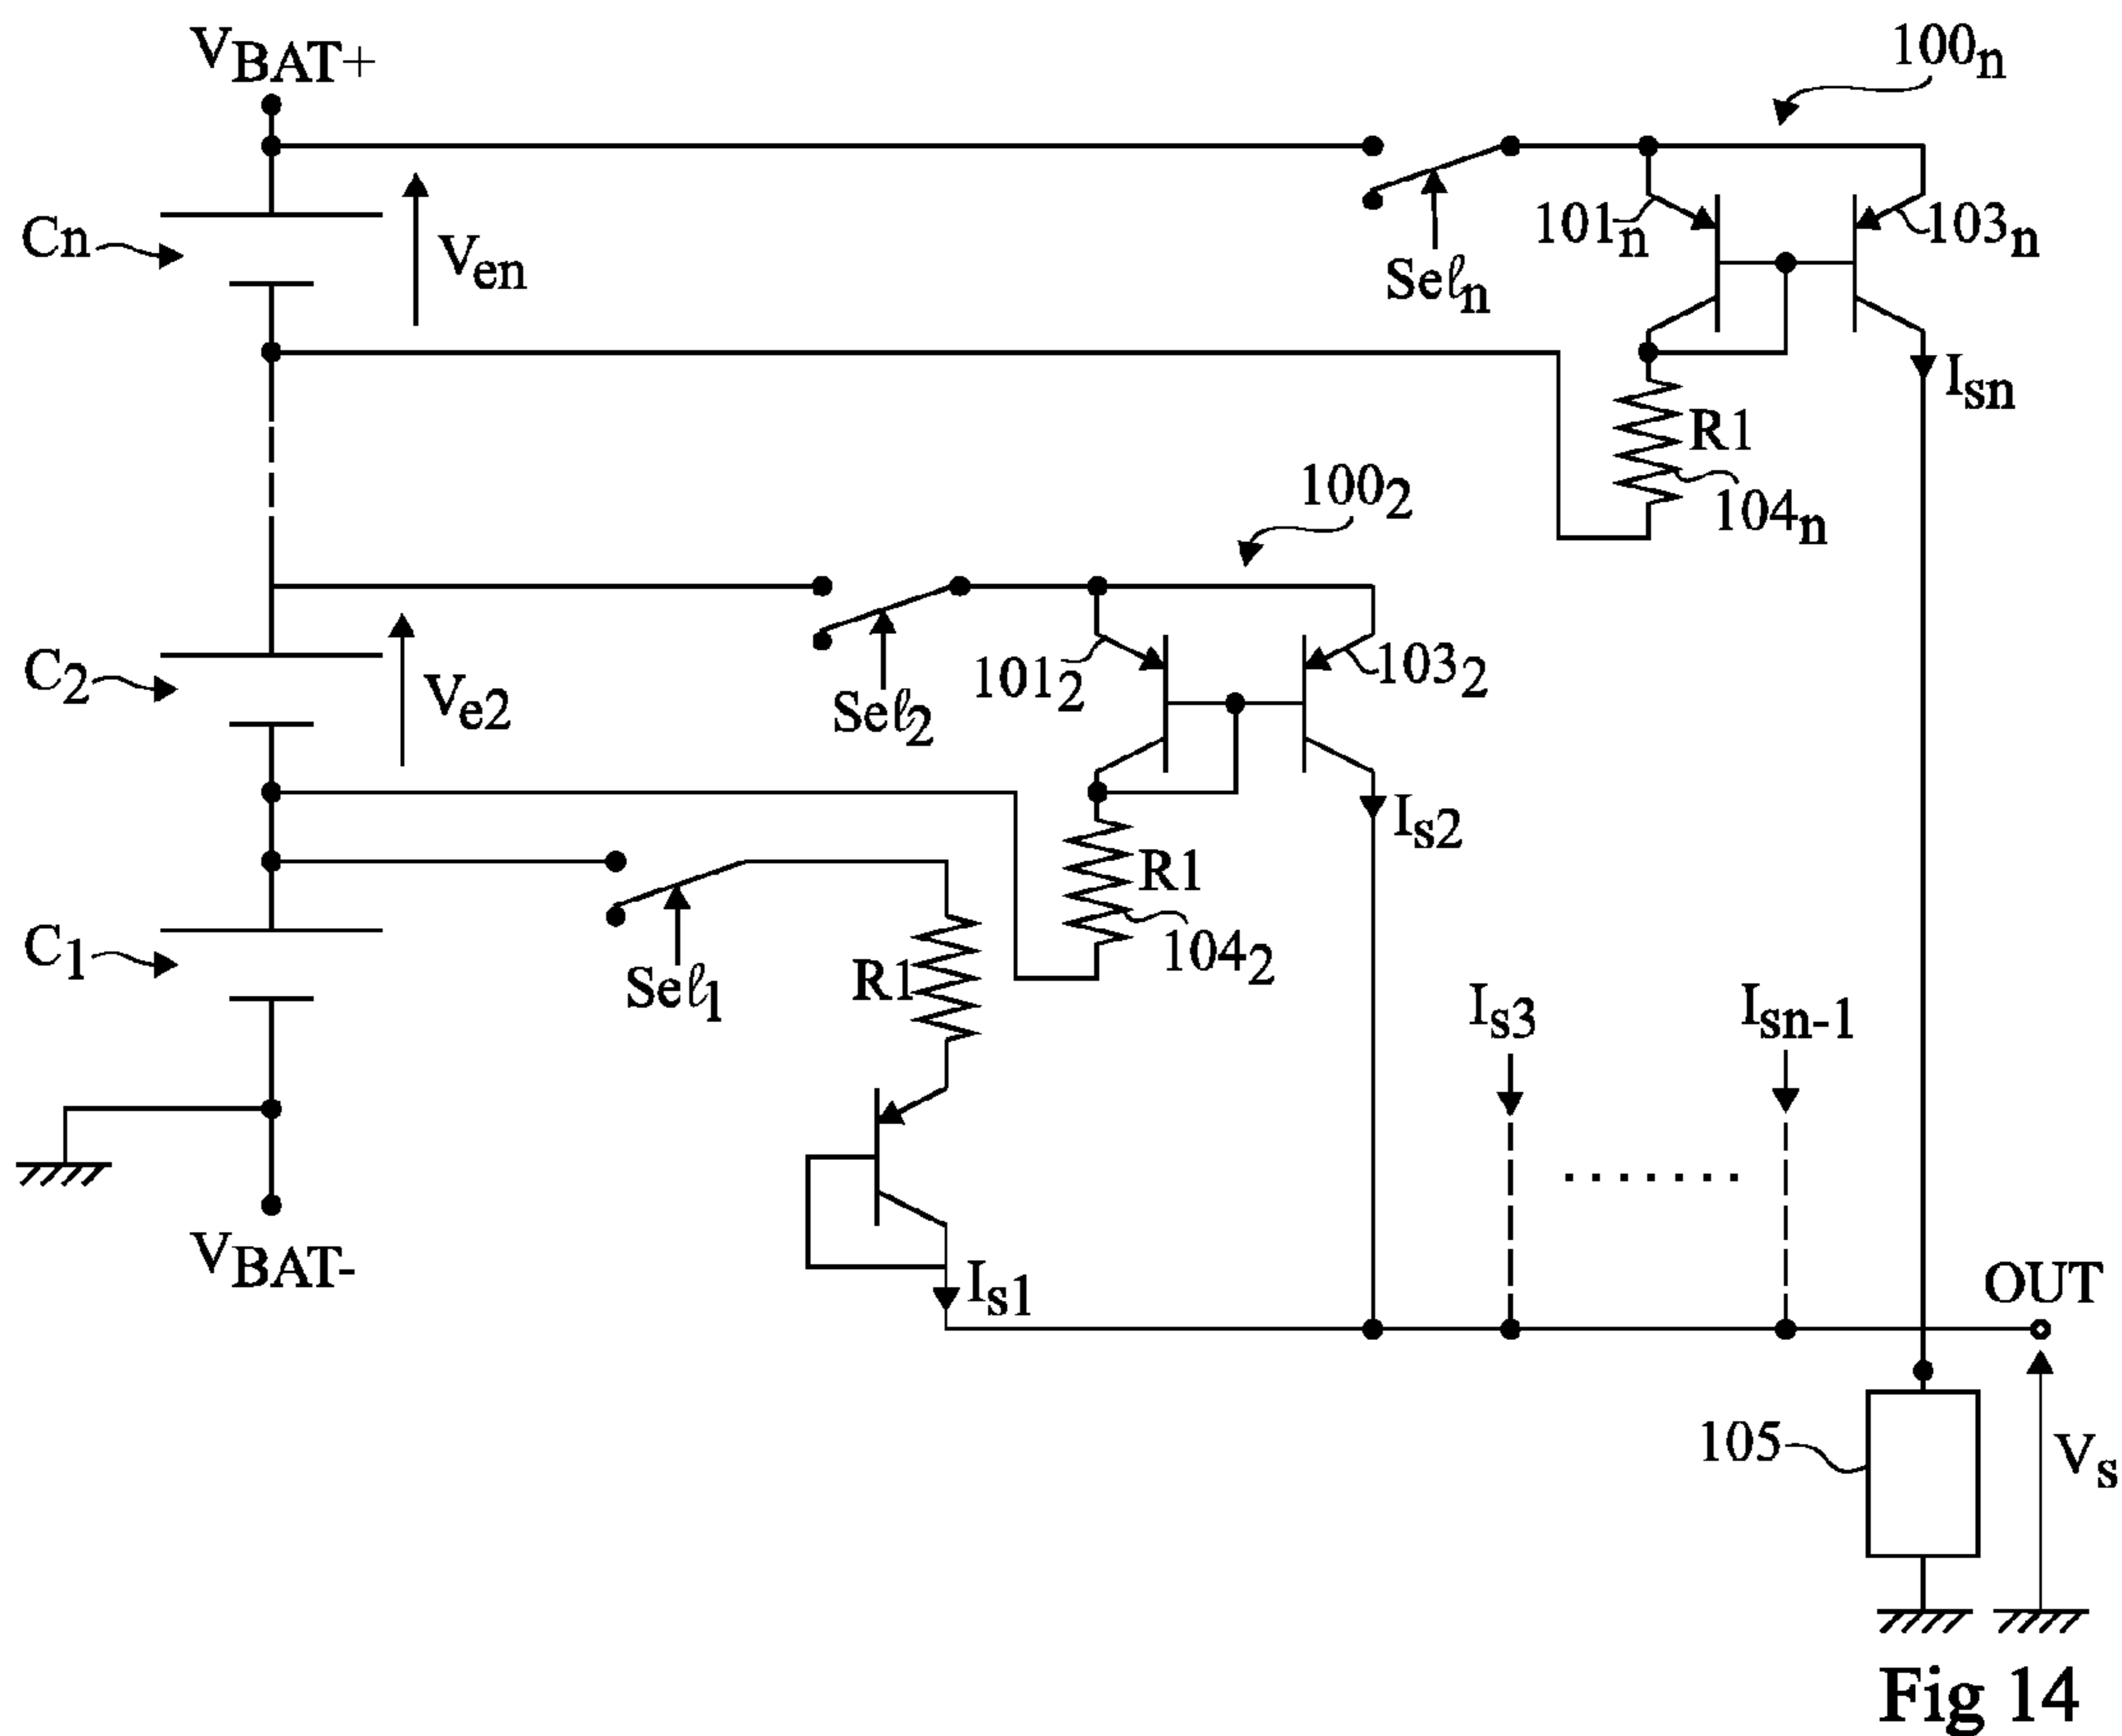 VBAT+
100n
Cn
Ven
Seℓn
101n
103n
Isn
R1
104n
1002
C2
Ve2
Seℓ2
1012
1032
Is2
R1
1042
C1
Seℓ1
R1
Is3
Isn-1
VBAT-
Is1
OUT
105
Vs
Fig 14